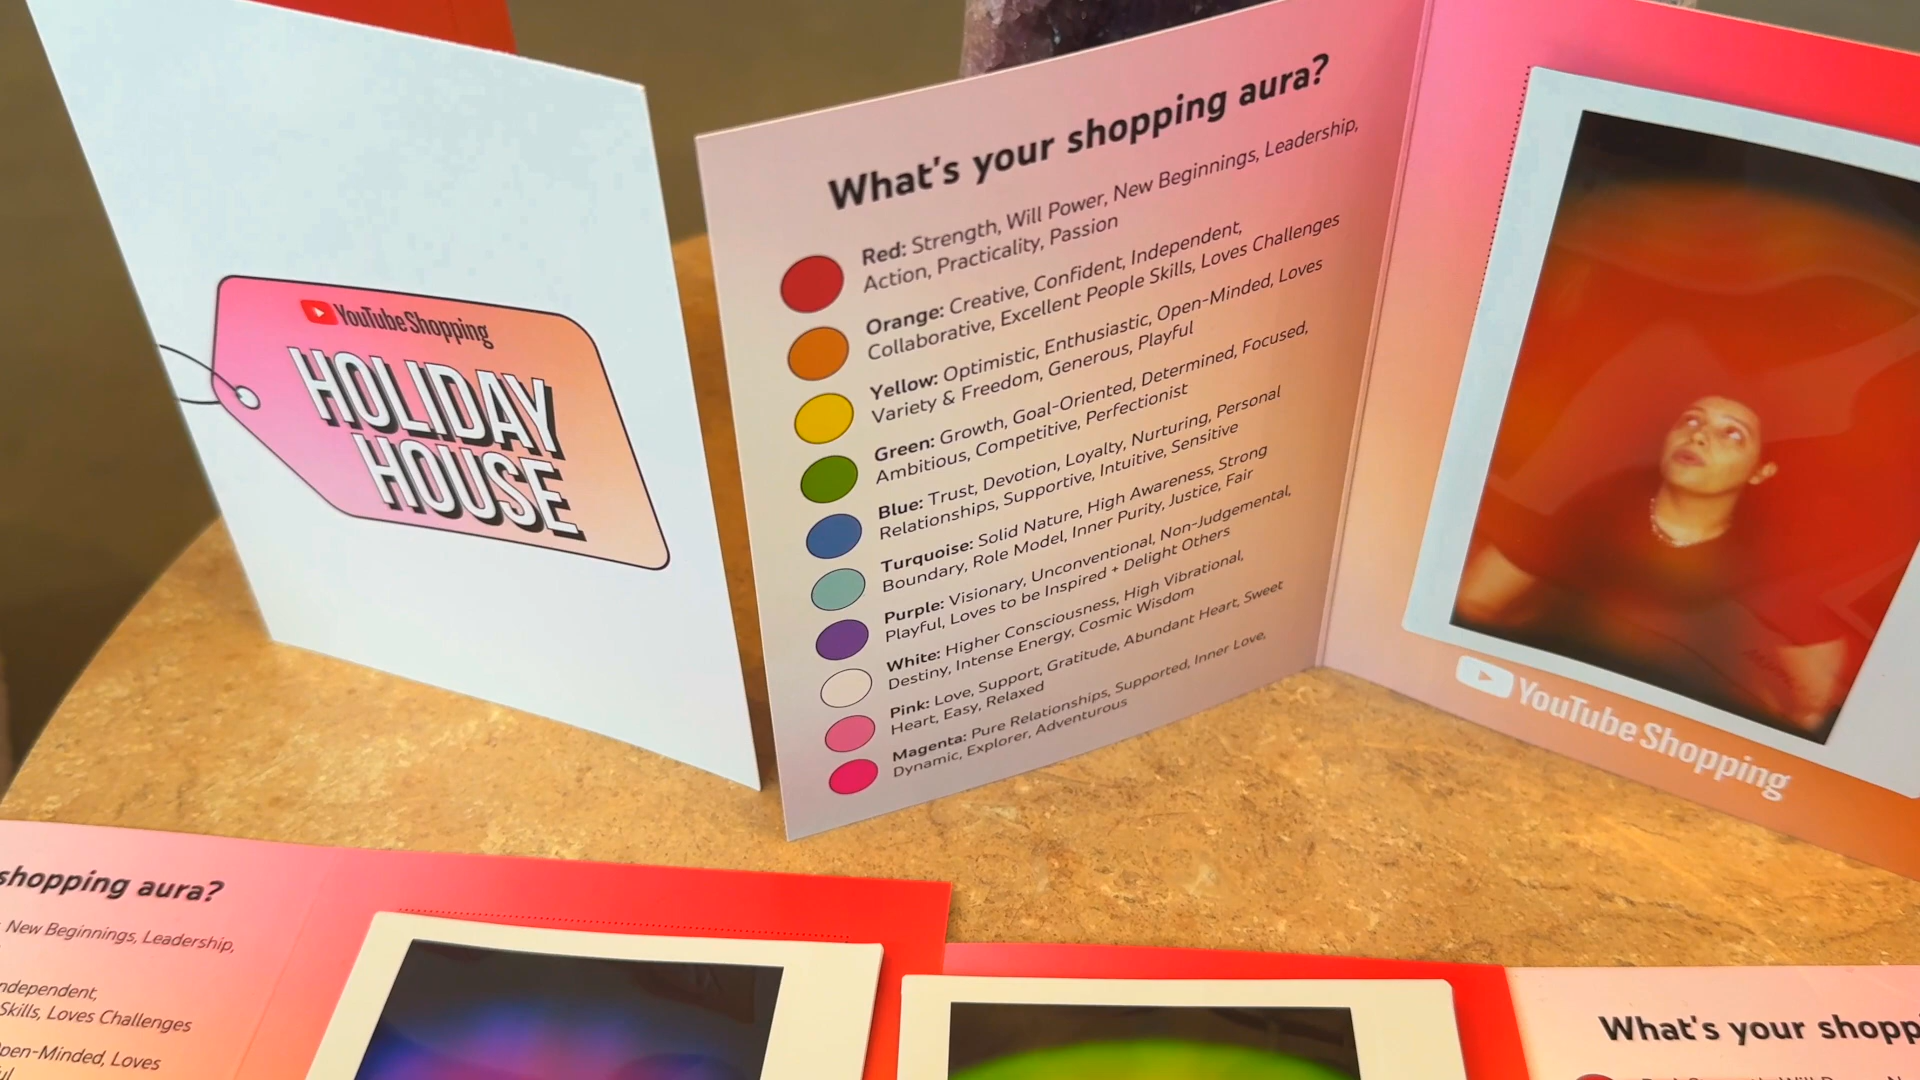 YouTube Shopping
HOLIDAY
HOUSE
What's your shopping aura?
Red: Strength, Will Power, New Beginnings, Leadership,
Action, Practicality, Passion
Orange: Creative, Confident, Independent,
Collaborative, Excellent People Skills, Loves Challenges
Yellow: Optimistic, Enthusiastic, Open-Minded, Loves
Variety & Freedom, Generous, Playful
Green: Growth, Goal-Oriented, Determined, Focused,
Ambitious, Competitive, Perfectionist
Blue: Trust, Devotion, Loyalty, Nurturing, Personal
Relationships, Supportive, Intuitive, Sensitive
Turquoise: Solid Nature, High Awareness, Strong
Boundary, Role Model, Inner Purity, Justice, Fair
Purple: Visionary, Unconventional, Non-Judgemental,
Playful, Loves to be Inspired + Delight Others
White: Higher Consciousness, High Vibrational,
Destiny, Intense Energy, Cosmic Wisdom
Pink: Love, Support, Gratitude, Abundant Heart, Sweet
Heart, Easy, Relaxed
Magenta: Pure Relationships, Supported, Inner Love,
Dynamic, Explorer, Adventurous
YouTube Shopping
shopping aura?
New Beginnings, Leadership,
ndependent,
Skills, Loves Challenges
pen-Minded, Loves
What's your shopp